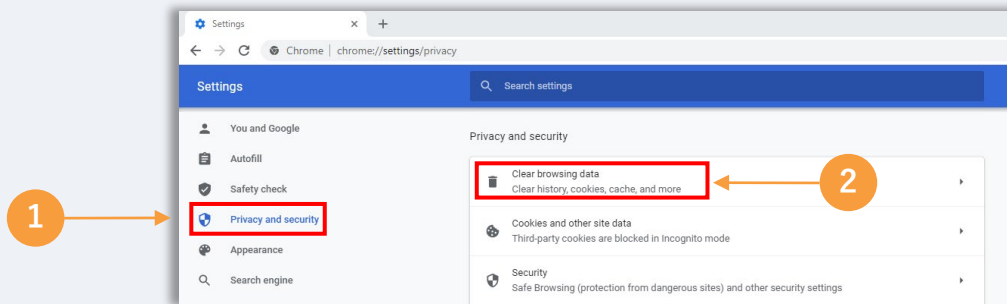 Settings
Chrome | chrome://settings/privacy
Settings
Search settings
You and Google
Autofill
Safety check
Privacy and security
Appearance
Search engine
Privacy and security
Clear browsing data
Clear history, cookies, cache, and more
Cookies and other site data
Third-party cookies are blocked in Incognito mode
Security
Safe Browsing (protection from dangerous sites) and other security settings
1
2